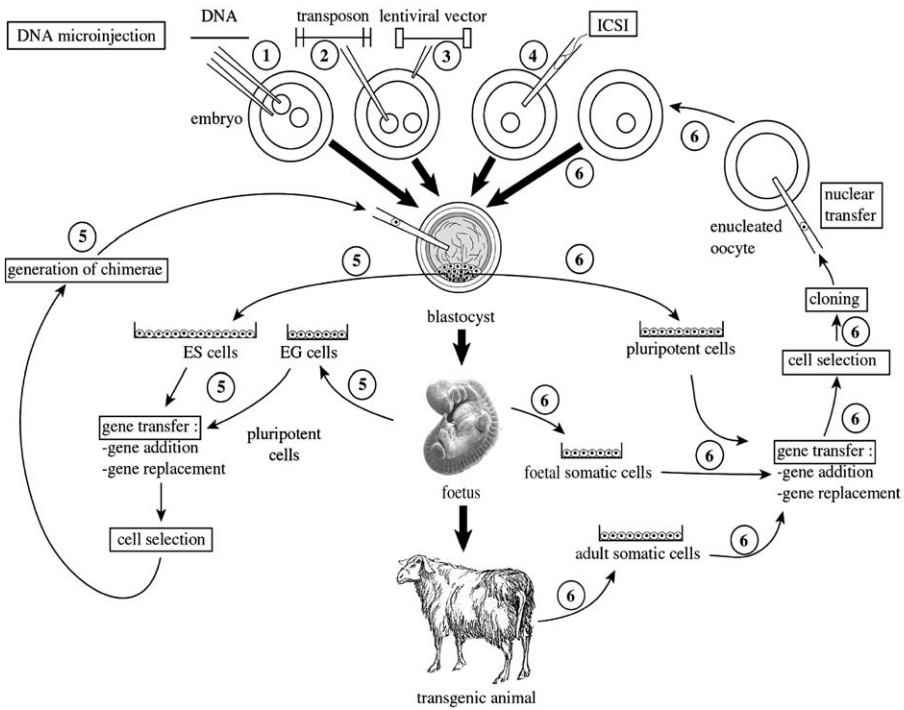 DNA microinjection
DNA
transposon
lentiviral vector
ICSI
1
2
3
4
embryo
6
6
enucleated
oocyte
nuclear
transfer
5
generation of chimerae
5
6
blastocyst
cloning
6
cell selection
ES cells
EG cells
pluripotent cells
5
5
6
6
gene transfer :
-gene addition
-gene replacement
pluripotent
cells
foetal somatic cells
6
gene transfer :
-gene addition
-gene replacement
foetus
cell selection
adult somatic cells
6
6
transgenic animal